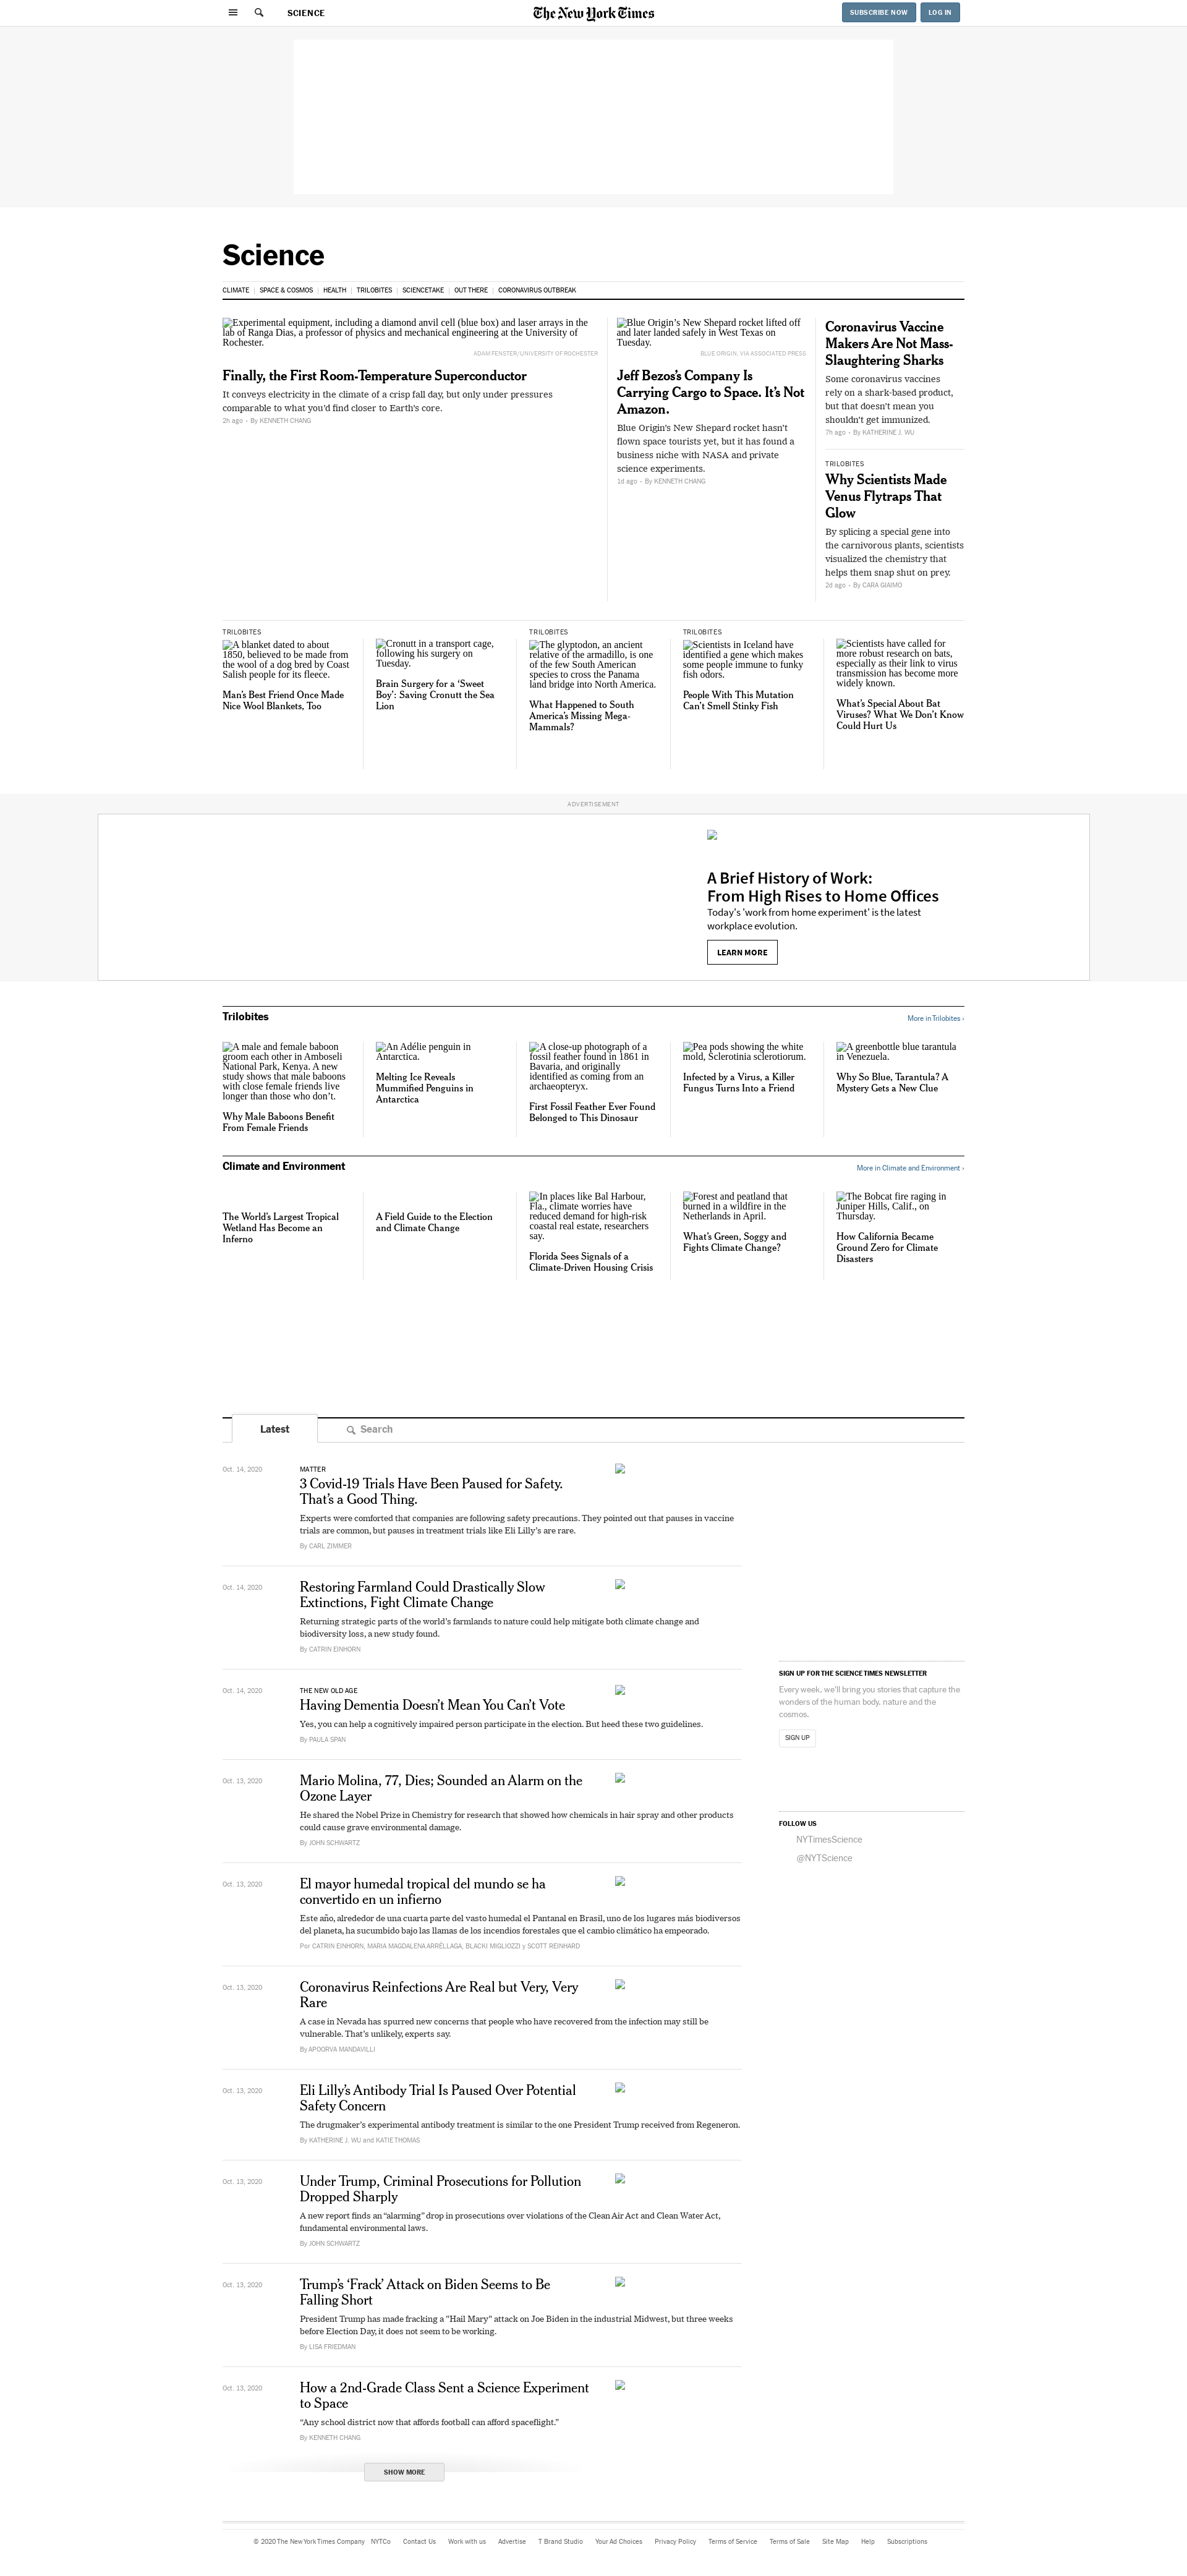 SCIENCE
The New York Times
SUBSCRIBE NOW
LOG IN
Science
CLIMATE
SPACE & COSMOS
HEALTH
TRILOBITES
SCIENCETAKE
OUT THERE
CORONAVIRUS OUTBREAK
Experimental equipment, including a diamond anvil cell (blue box) and laser arrays in the
lab of Ranga Dias, a professor of physics and mechanical engineering at the University of
Rochester.
ADAM FENSTER/UNIVERSITY OF ROCHESTER
Finally, the First Room-Temperature Superconductor
It conveys electricity in the climate of a crisp fall day, but only under pressures
comparable to what you'd find closer to Earth's core.
2h ago • By KENNETH CHANG
Blue Origin's New Shepard rocket lifted off
and later landed safely in West Texas on
Tuesday.
BLUE ORIGIN, VIA ASSOCIATED PRESS
Jeff Bezos's Company Is
Carrying Cargo to Space. It's Not
Amazon.
Blue Origin's New Shepard rocket hasn't
flown space tourists yet, but it has found a
business niche with NASA and private
science experiments.
1d ago • By KENNETH CHANG
Coronavirus Vaccine
Makers Are Not Mass-
Slaughtering Sharks
Some coronavirus vaccines
rely on a shark-based product,
but that doesn't mean you
shouldn't get immunized.
7h ago • By KATHERINE J. WU
TRILOBITES
Why Scientists Made
Venus Flytraps That
Glow
By splicing a special gene into
the carnivorous plants, scientists
visualized the chemistry that
helps them snap shut on prey.
2d ago • By CARA GIAIMO
TRILOBITES
A blanket dated to about
1850, believed to be made from
the wool of a dog bred by Coast
Salish people for its fleece.
Man's Best Friend Once Made
Nice Wool Blankets, Too
Cronutt in a transport cage,
following his surgery on
Tuesday.
Brain Surgery for a 'Sweet
Boy': Saving Cronutt the Sea
Lion
TRILOBITES
The glyptodon, an ancient
relative of the armadillo, is one
of the few South American
species to cross the Panama
land bridge into North America.
What Happened to South
America's Missing Mega-
Mammals?
TRILOBITES
Scientists in Iceland have
identified a gene which makes
some people immune to funky
fish odors.
People With This Mutation
Can't Smell Stinky Fish
Scientists have called for
more robust research on bats,
especially as their link to virus
transmission has become more
widely known.
What's Special About Bat
Viruses? What We Don't Know
Could Hurt Us
ADVERTISEMENT
A Brief History of Work:
From High Rises to Home Offices
Today's 'work from home experiment' is the latest
workplace evolution.
LEARN MORE
Trilobites
More in Trilobites ›
A male and female baboon
groom each other in Amboseli
National Park, Kenya. A new
study shows that male baboons
with close female friends live
longer than those who don't.
Why Male Baboons Benefit
From Female Friends
An Adélie penguin in
Antarctica.
Melting Ice Reveals
Mummified Penguins in
Antarctica
A close-up photograph of a
fossil feather found in 1861 in
Bavaria, and originally
identified as coming from an
archaeopteryx.
First Fossil Feather Ever Found
Belonged to This Dinosaur
Pea pods showing the white
mold, Sclerotinia sclerotiorum.
Infected by a Virus, a Killer
Fungus Turns Into a Friend
A greenbottle blue tarantula
in Venezuela.
Why So Blue, Tarantula? A
Mystery Gets a New Clue
Climate and Environment
More in Climate and Environment ›
The World's Largest Tropical
Wetland Has Become an
Inferno
A Field Guide to the Election
and Climate Change
In places like Bal Harbour,
Fla., climate worries have
reduced demand for high-risk
coastal real estate, researchers
say.
Florida Sees Signals of a
Climate-Driven Housing Crisis
Forest and peatland that
burned in a wildfire in the
Netherlands in April.
What's Green, Soggy and
Fights Climate Change?
The Bobcat fire raging in
Juniper Hills, Calif., on
Thursday.
How California Became
Ground Zero for Climate
Disasters
Latest
Search
Oct. 14, 2020
MATTER
3 Covid-19 Trials Have Been Paused for Safety.
That's a Good Thing.
Experts were comforted that companies are following safety precautions. They pointed out that pauses in vaccine
trials are common, but pauses in treatment trials like Eli Lilly's are rare.
By CARL ZIMMER
Oct. 14, 2020
Restoring Farmland Could Drastically Slow
Extinctions, Fight Climate Change
Returning strategic parts of the world's farmlands to nature could help mitigate both climate change and
biodiversity loss, a new study found.
By CATRIN EINHORN
Oct. 14, 2020
THE NEW OLD AGE
Having Dementia Doesn't Mean You Can't Vote
Yes, you can help a cognitively impaired person participate in the election. But heed these two guidelines.
By PAULA SPAN
Oct. 13, 2020
Mario Molina, 77, Dies; Sounded an Alarm on the
Ozone Layer
He shared the Nobel Prize in Chemistry for research that showed how chemicals in hair spray and other products
could cause grave environmental damage.
By JOHN SCHWARTZ
Oct. 13, 2020
El mayor humedal tropical del mundo se ha
convertido en un infierno
Este año, alrededor de una cuarta parte del vasto humedal el Pantanal en Brasil, uno de los lugares más biodiversos
del planeta, ha sucumbido bajo las llamas de los incendios forestales que el cambio climático ha empeorado.
Por CATRIN EINHORN, MARIA MAGDALENA ARRÉLLAGA, BLACKI MIGLIOZZI y SCOTT REINHARD
Oct. 13, 2020
Coronavirus Reinfections Are Real but Very, Very
Rare
A case in Nevada has spurred new concerns that people who have recovered from the infection may still be
vulnerable. That's unlikely, experts say.
By APOORVA MANDAVILLI
Oct. 13, 2020
Eli Lilly's Antibody Trial Is Paused Over Potential
Safety Concern
The drugmaker's experimental antibody treatment is similar to the one President Trump received from Regeneron.
By KATHERINE J. WU and KATIE THOMAS
Oct. 13, 2020
Under Trump, Criminal Prosecutions for Pollution
Dropped Sharply
A new report finds an “alarming” drop in prosecutions over violations of the Clean Air Act and Clean Water Act,
fundamental environmental laws.
By JOHN SCHWARTZ
Oct. 13, 2020
Trump's 'Frack' Attack on Biden Seems to Be
Falling Short
President Trump has made fracking a "Hail Mary" attack on Joe Biden in the industrial Midwest, but three weeks
before Election Day, it does not seem to be working.
By LISA FRIEDMAN
Oct. 13, 2020
How a 2nd-Grade Class Sent a Science Experiment
to Space
“Any school district now that affords football can afford spaceflight.”
By KENNETH CHANG
SHOW MORE
SIGN UP FOR THE SCIENCE TIMES NEWSLETTER
Every week, we'll bring you stories that capture the
wonders of the human body, nature and the
cosmos.
SIGN UP
FOLLOW US
NYTimesScience
@NYTScience
© 2020 The New York Times Company
NYTCo
Contact Us
Work with us
Advertise
T Brand Studio
Your Ad Choices
Privacy Policy
Terms of Service
Terms of Sale
Site Map
Help
Subscriptions